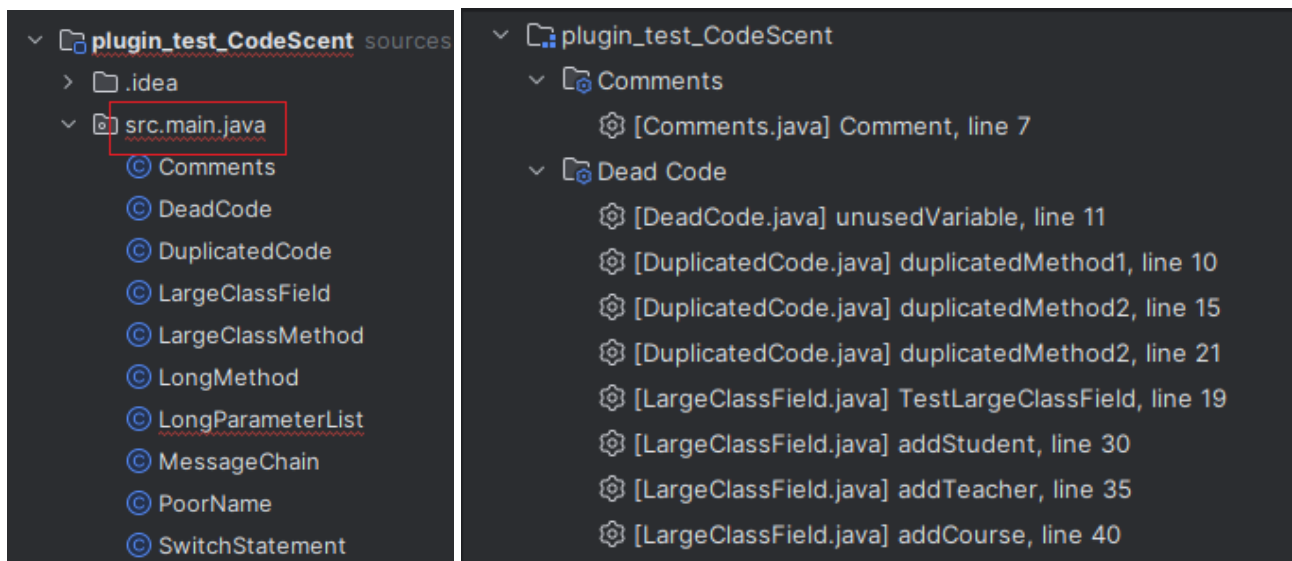 plugin_test_CodeScent sources
.idea
src.main.java
Comments
DeadCode
DuplicatedCode
LargeClassField
LargeClassMethod
LongMethod
LongParameterList
MessageChain
PoorName
SwitchStatement
plugin_test_CodeScent
Comments
[Comments.java] Comment, line 7
Dead Code
[DeadCode.java] unusedVariable, line 11
[DuplicatedCode.java] duplicatedMethod1, line 10
[DuplicatedCode.java] duplicatedMethod2, line 15
[DuplicatedCode.java] duplicatedMethod2, line 21
[LargeClassField.java] TestLargeClassField, line 19
[LargeClassField.java] addStudent, line 30
[LargeClassField.java] addTeacher, line 35
[LargeClassField.java] addCourse, line 40